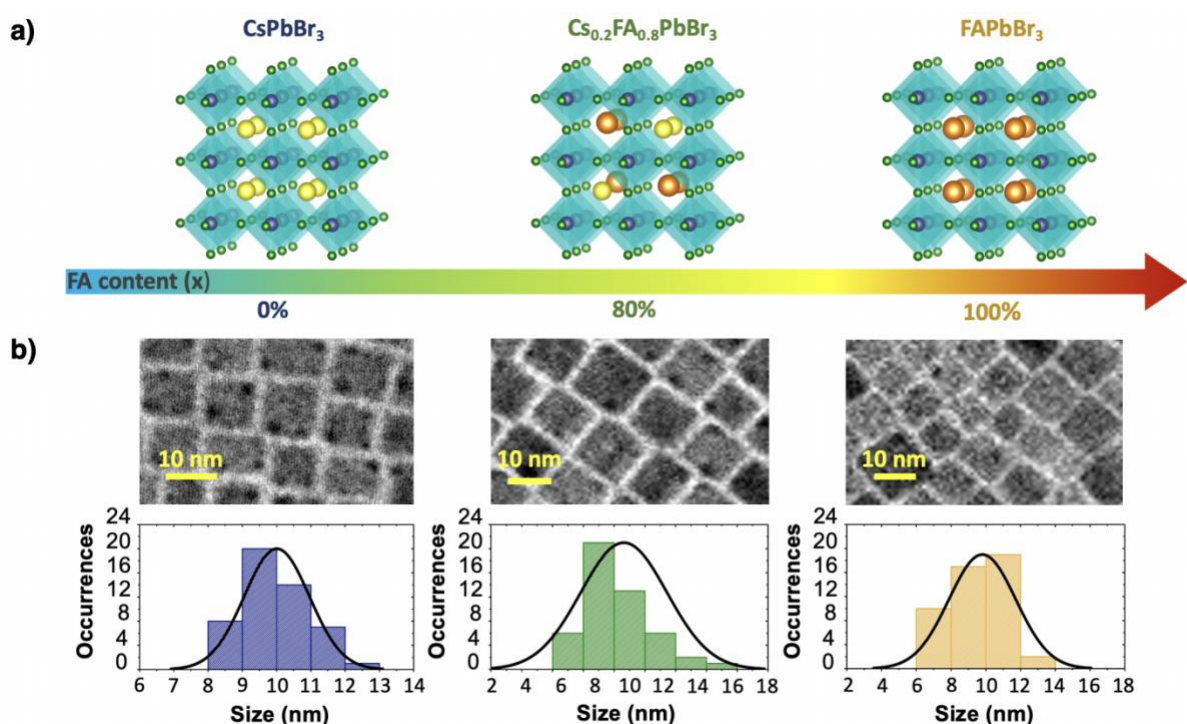 a)
CsPbBr₃ Cs₀.₂FA₀.₈PbBr₃ FAPbBr₃
FA content (x)
0% 80% 100%
b)
10 nm 10 nm 10 nm
24 24 24
20 20 20
16 16 16
12 12 12
8 8 8
4 4 4
0 0 0
Occurrences Occurrences Occurrences
6 7 8 9 10 11 12 13 14 2 4 6 8 10 12 14 16 18 2 4 6 8 10 12 14 16 18
Size (nm) Size (nm) Size (nm)